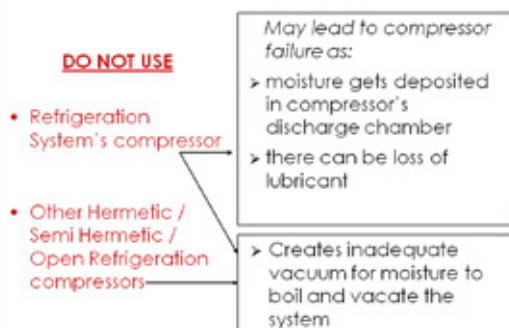 DO NOT USE
• Refrigeration
System's compressor
• Other Hermetic /
Semi Hermetic /
Open Refrigeration
compressors
May lead to compressor
failure as:
➢ moisture gets deposited
in compressor's
discharge chamber
➢ there can be loss of
lubricant
➢ Creates inadequate
vacuum for moisture to
boil and vacate the
system